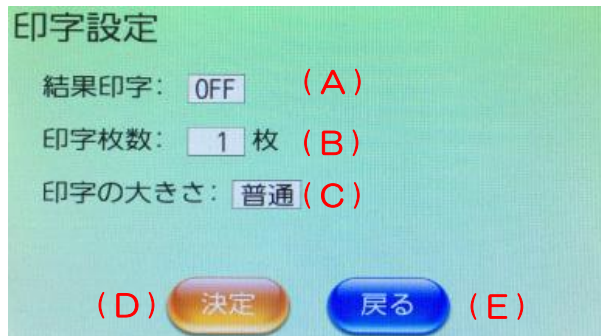 印字設定
結果印字: OFF (A)
印字枚数: 1 枚 (B)
印字の大きさ: 普通 (C)
(D) 決定 戻る (E)